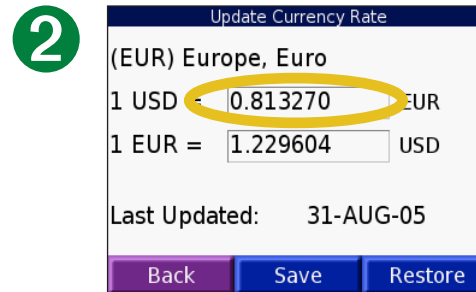 2
Update Currency Rate
(EUR) Europe, Euro
1 USD = 0.813270 EUR
1 EUR = 1.229604 USD
Last Updated: 31-AUG-05
Back Save Restore